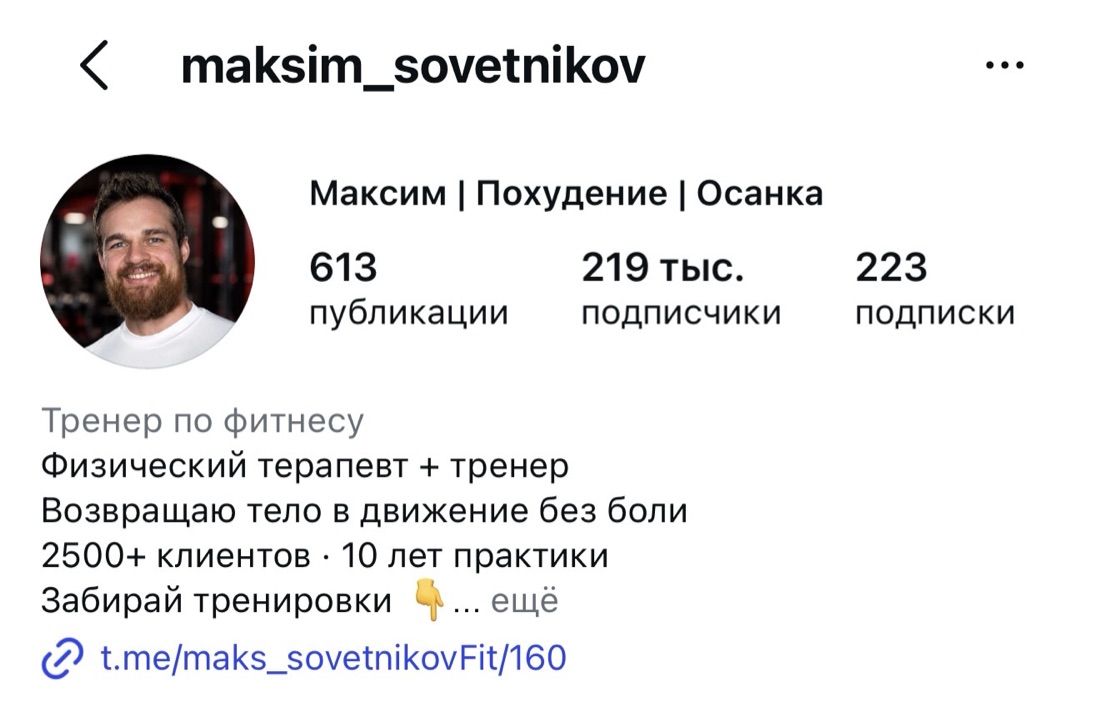 maksim_sovetnikov
Максим | Похудение | Осанка
613 219 тыс. 223
публикации подписчики подписки
Тренер по фитнесу
Физический терапевт + тренер
Возвращаю тело в движение без боли
2500+ клиентов · 10 лет практики
Забирай тренировки 👇... ещё
t.me/maks_sovetnikovFit/160